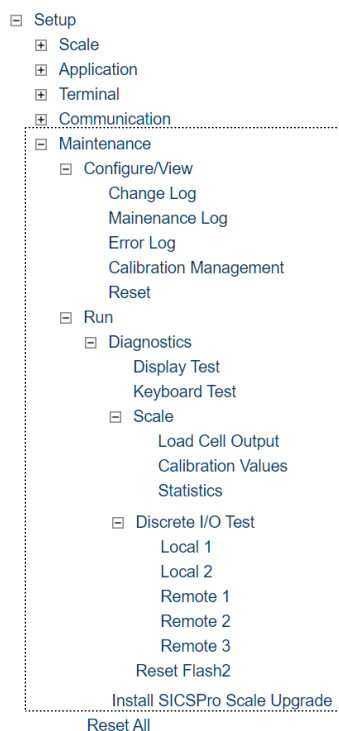 Setup
Scale
Application
Terminal
Communication
Maintenance
Configure/View
Change Log
Mainenance Log
Error Log
Calibration Management
Reset
Run
Diagnostics
Display Test
Keyboard Test
Scale
Load Cell Output
Calibration Values
Statistics
Discrete I/O Test
Local 1
Local 2
Remote 1
Remote 2
Remote 3
Reset Flash2
Install SICSPro Scale Upgrade
Reset All